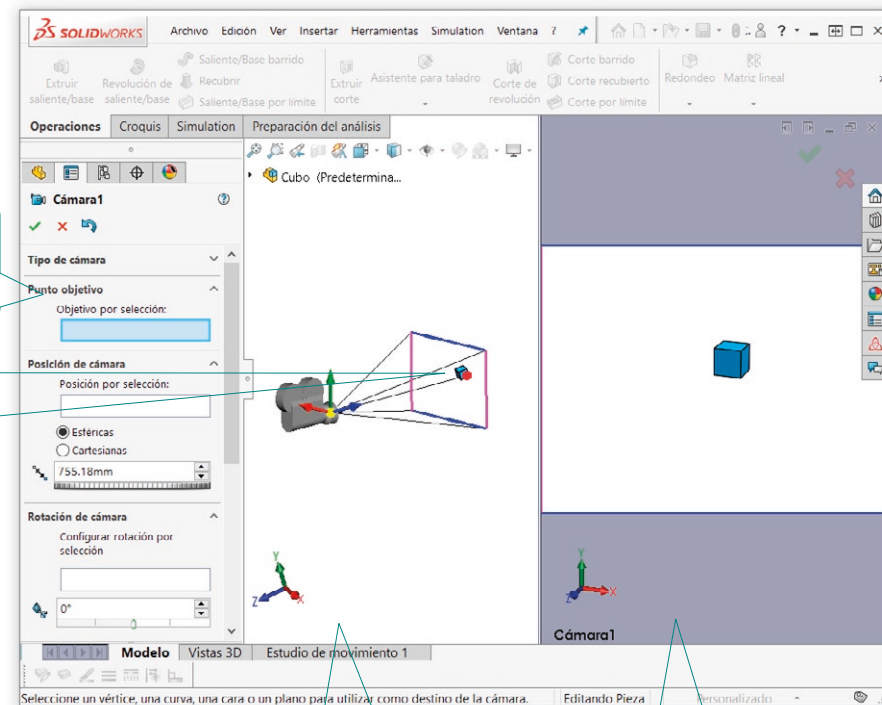 SOLIDWORKS Archivo Edición Ver Insertar Herramientas Simulation Ventana ?
Extruir saliente/base
Revolución de saliente/base
Saliente/Base barrido
Recubrir
Saliente/Base por límite
Extruir corte
Asistente para taladro
Corte de revolución
Corte barrido
Corte recubierto
Corte por límite
Redondeo
Matriz lineal
Operaciones Croquis Simulation Preparación del análisis
Cubo (Predetermina...
Cámara1
Tipo de cámara
Punto objetivo
Objetivo por selección:
Posición de cámara
Posición por selección:
Esféricas
Cartesianas
755.18mm
Rotación de cámara
Configurar rotación por
selección
0°
Y
Z
X
Y
Z
X
Cámara1
Modelo Vistas 3D Estudio de movimiento 1
Seleccione un vértice, una curva, una cara o un plano para utilizar como destino de la cámara. Editando Pieza Personalizado